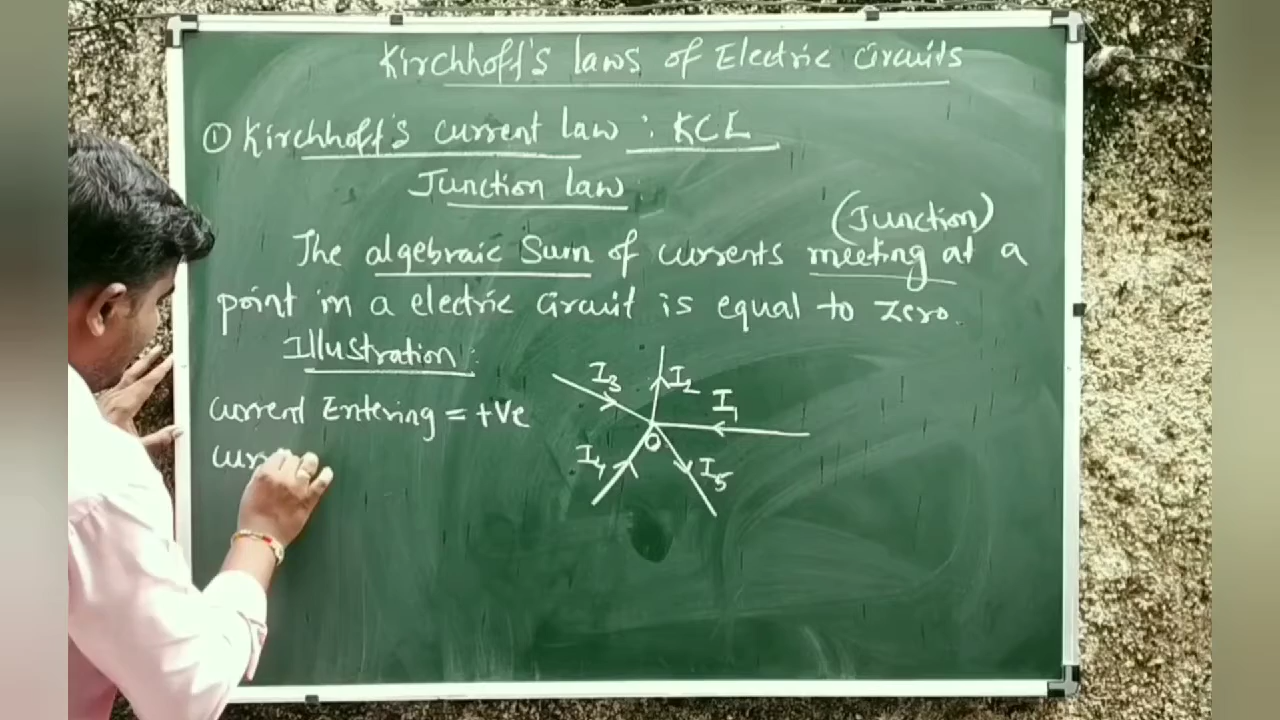 Kirchhoff's laws of Electric circuits
① Kirchhoff's current law : KCL
Junction law
(Junction)
The algebraic Sum of currents meeting at a
point in a electric circuit is equal to zero.
Illustration :
I3
I2
I1
Current Entering = +Ve
O
I4
I5